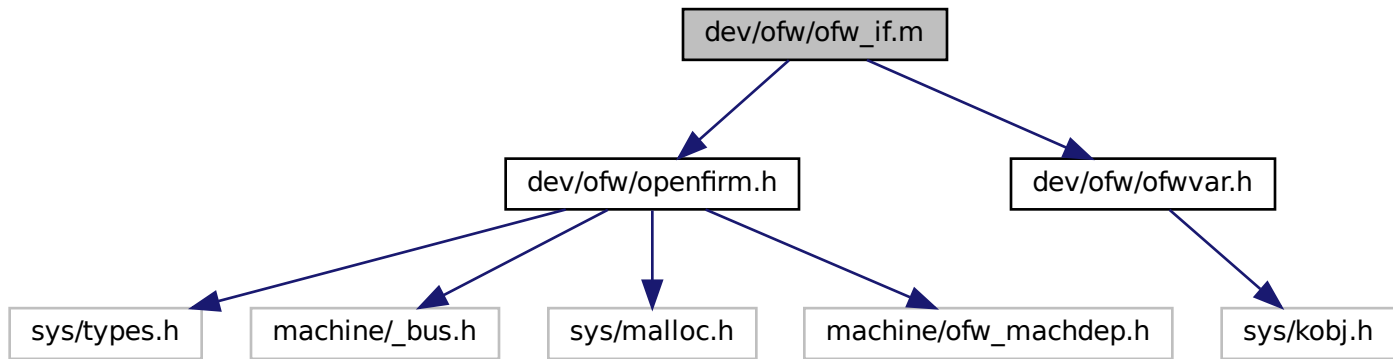 dev/ofw/ofw_if.m
dev/ofw/openfirm.h
dev/ofw/ofwvar.h
sys/types.h
machine/_bus.h
sys/malloc.h
machine/ofw_machdep.h
sys/kobj.h